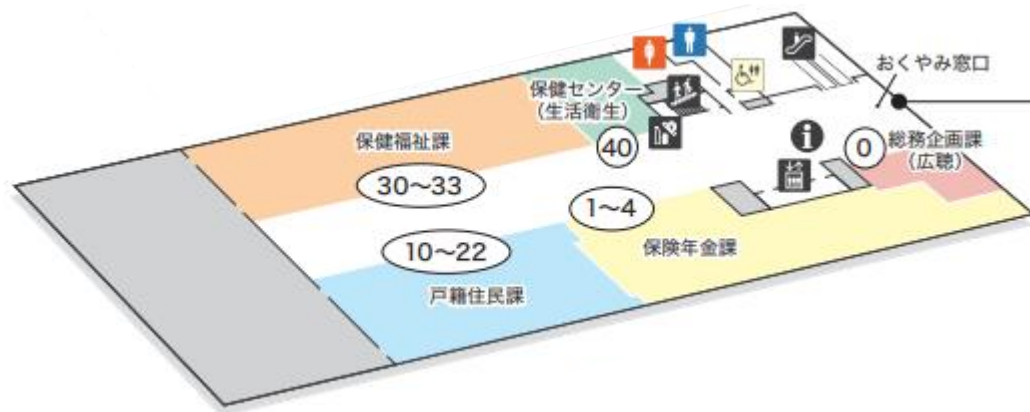 おくやみ窓口
保健センター
(生活衛生)
保健福祉課
40
0
総務企画課
(広聴)
30~33
1~4
10~22
保険年金課
戸籍住民課